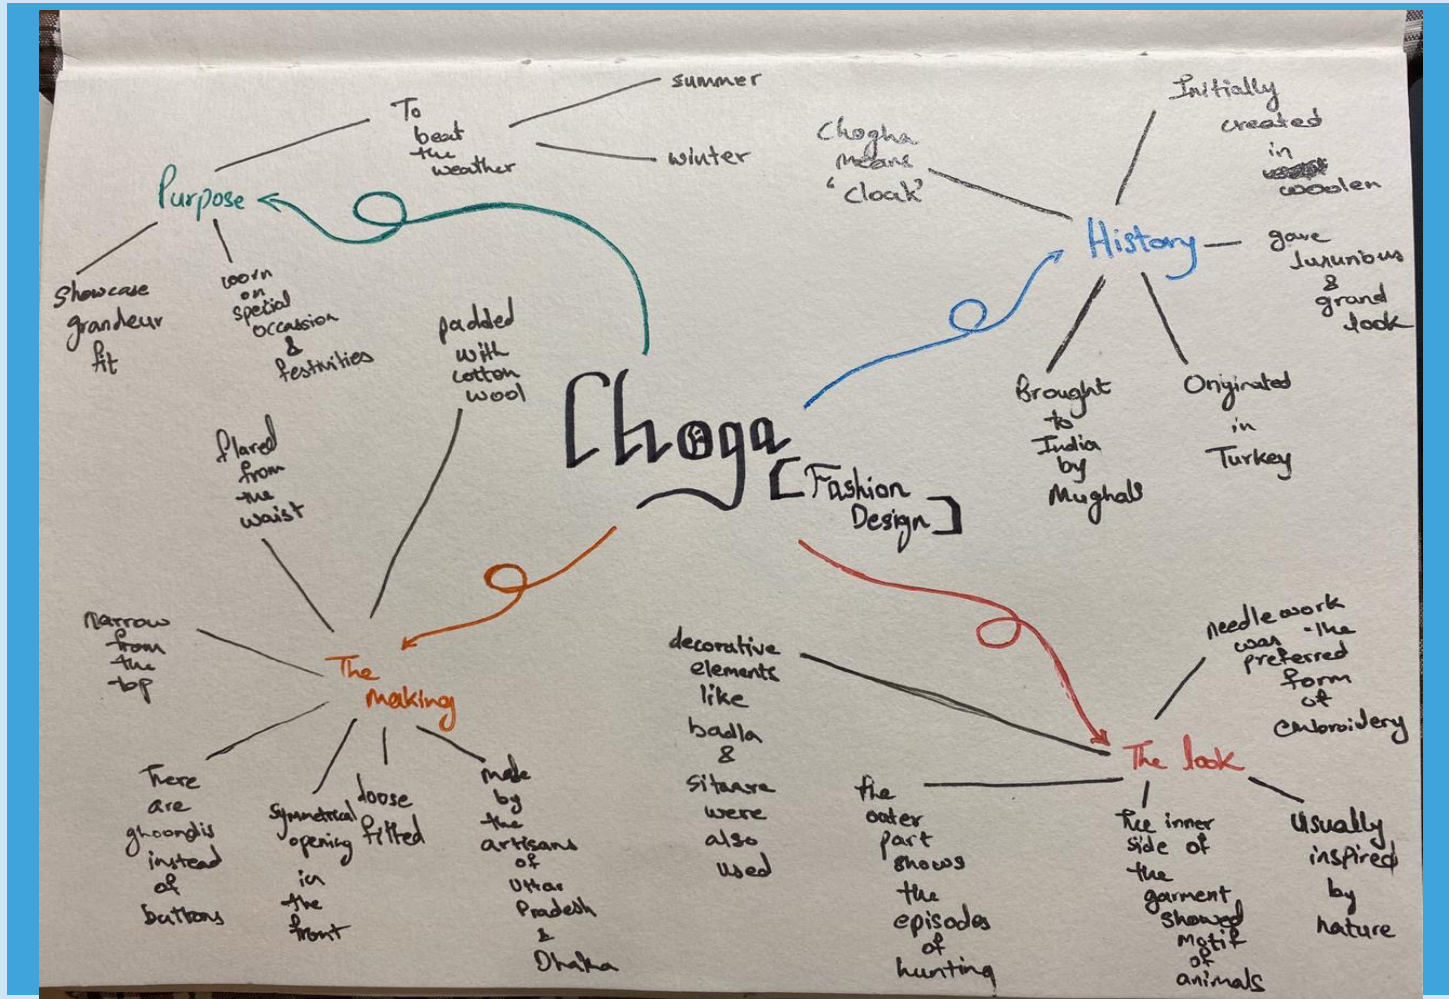 Choga
[Fashion
Design]
Purpose
To
beat
the
weather
summer
winter
showcase
grandeur
fit
worn
on
special
occassion
&
festivities
History
Chogha
means
'cloak'
Initially
created
in
woolen
gave
luxurious
&
grand
look
Brought
to
India
by
Mughals
Originated
in
Turkey
The
making
padded
with
cotton
wool
flared
from
the
waist
narrow
from
the
top
There
are
ghoondis
instead
of
buttons
symmetrical
opening
in
the
front
loose
fitted
made
by
the
artisans
of
Uttar
Pradesh
&
Dhaka
The look
decorative
elements
like
badla
&
sitaare
were
also
used
needle work
was the
preferred
form
of
embroidery
the
outer
part
shows
the
episodes
of
hunting
the inner
side of
the
garment
showed
motif
of
animals
usually
inspired
by
nature